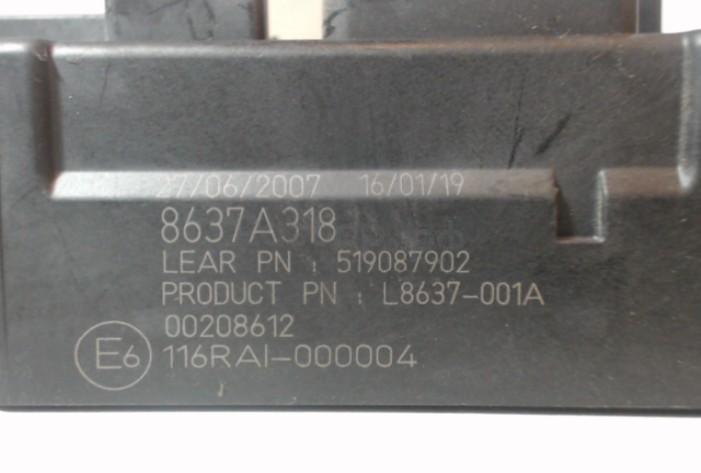 27/06/2007 16/01/19
8637A318
LEAR PN : 519087902
PRODUCT PN : L8637-001A
00208612
E6 116RAI-000004